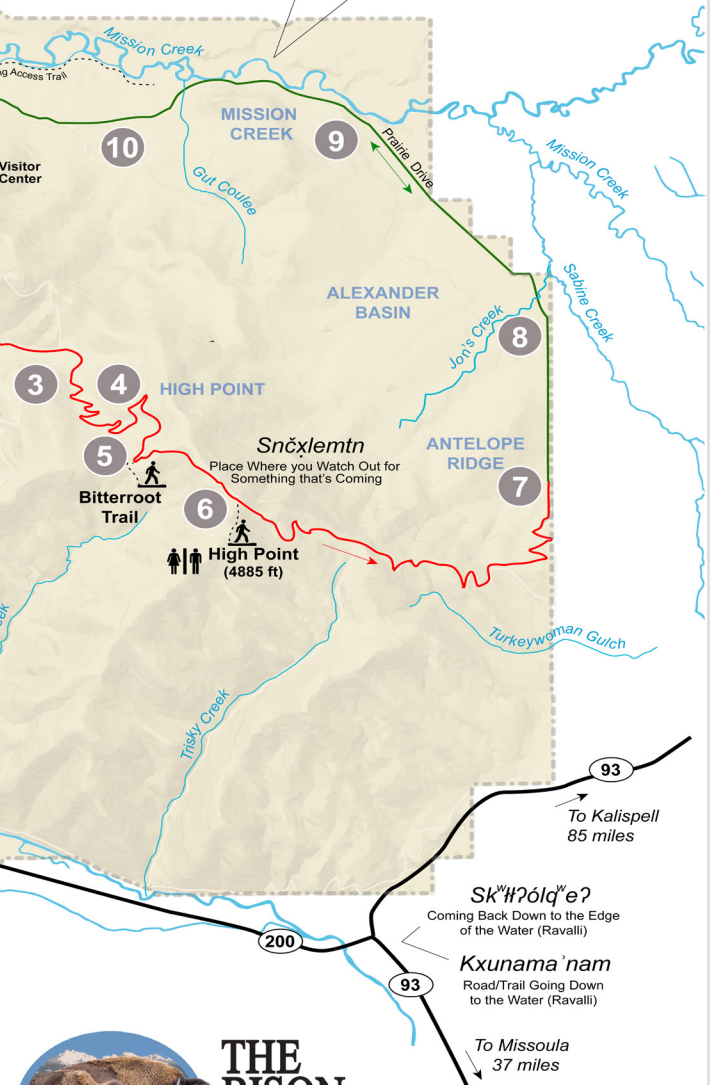 Mission Creek
ng Access Trail
MISSION
CREEK
10
9
Prairie Drive
Mission Creek
Visitor
Center
Gut Coulee
ALEXANDER
BASIN
Sabine Creek
Jon's Creek
8
3
4
HIGH POINT
Snčx̣lemtn
Place Where you Watch Out for
Something that's Coming
ANTELOPE
RIDGE
5
Bitterroot
Trail
6
7
High Point
(4885 ft)
eek
Turkeywoman Gulch
Trisky Creek
93
To Kalispell
85 miles
Skʷɫʔólqʷeʔ
Coming Back Down to the Edge
of the Water (Ravalli)
200
Kxunamaʾnam
Road/Trail Going Down
to the Water (Ravalli)
93
To Missoula
37 miles
THE
BISON